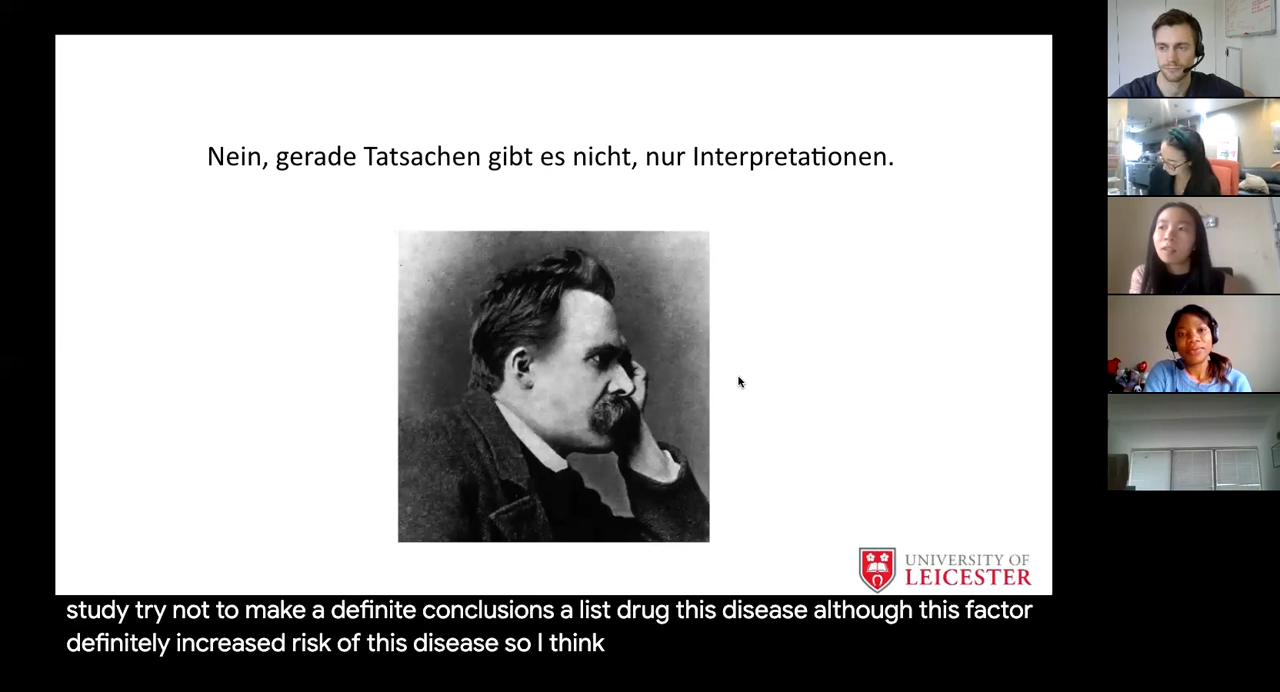 Nein, gerade Tatsachen gibt es nicht, nur Interpretationen.
UNIVERSITY OF
LEICESTER
study try not to make a definite conclusions a list drug this disease although this factor
definitely increased risk of this disease so I think